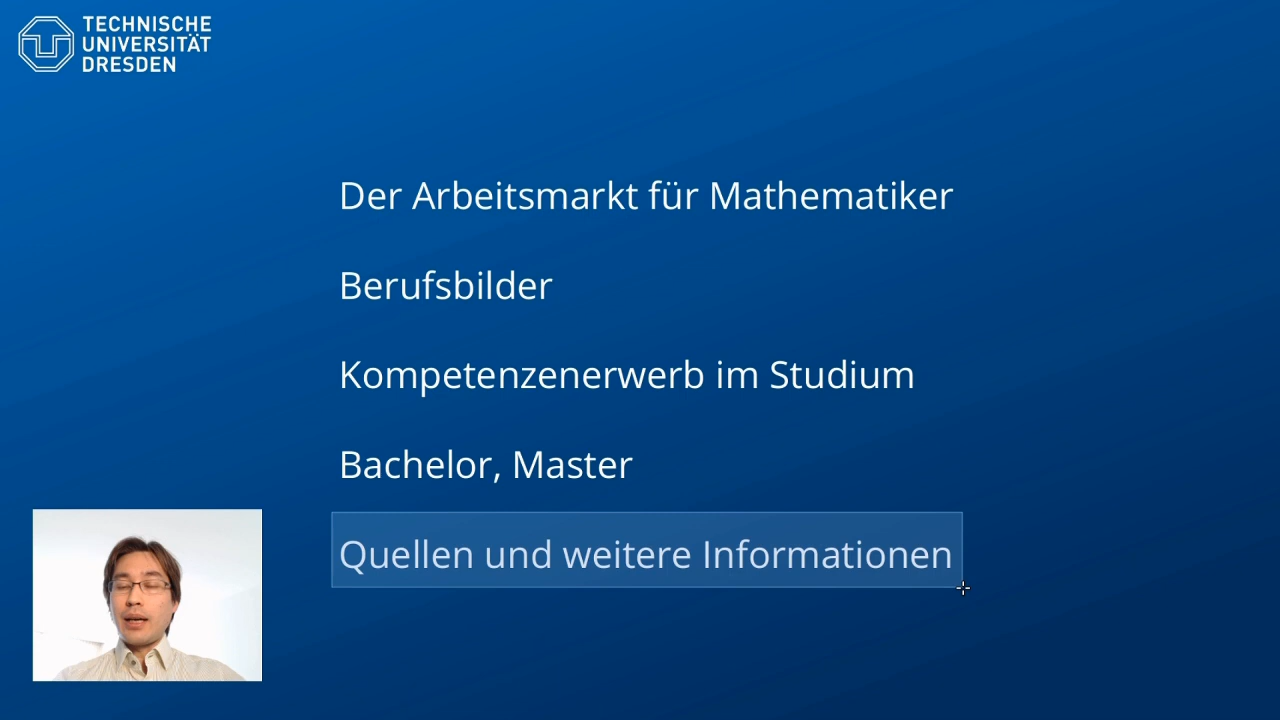 TECHNISCHE
UNIVERSITÄT
DRESDEN
Der Arbeitsmarkt für Mathematiker
Berufsbilder
Kompetenzenerwerb im Studium
Bachelor, Master
Quellen und weitere Informationen